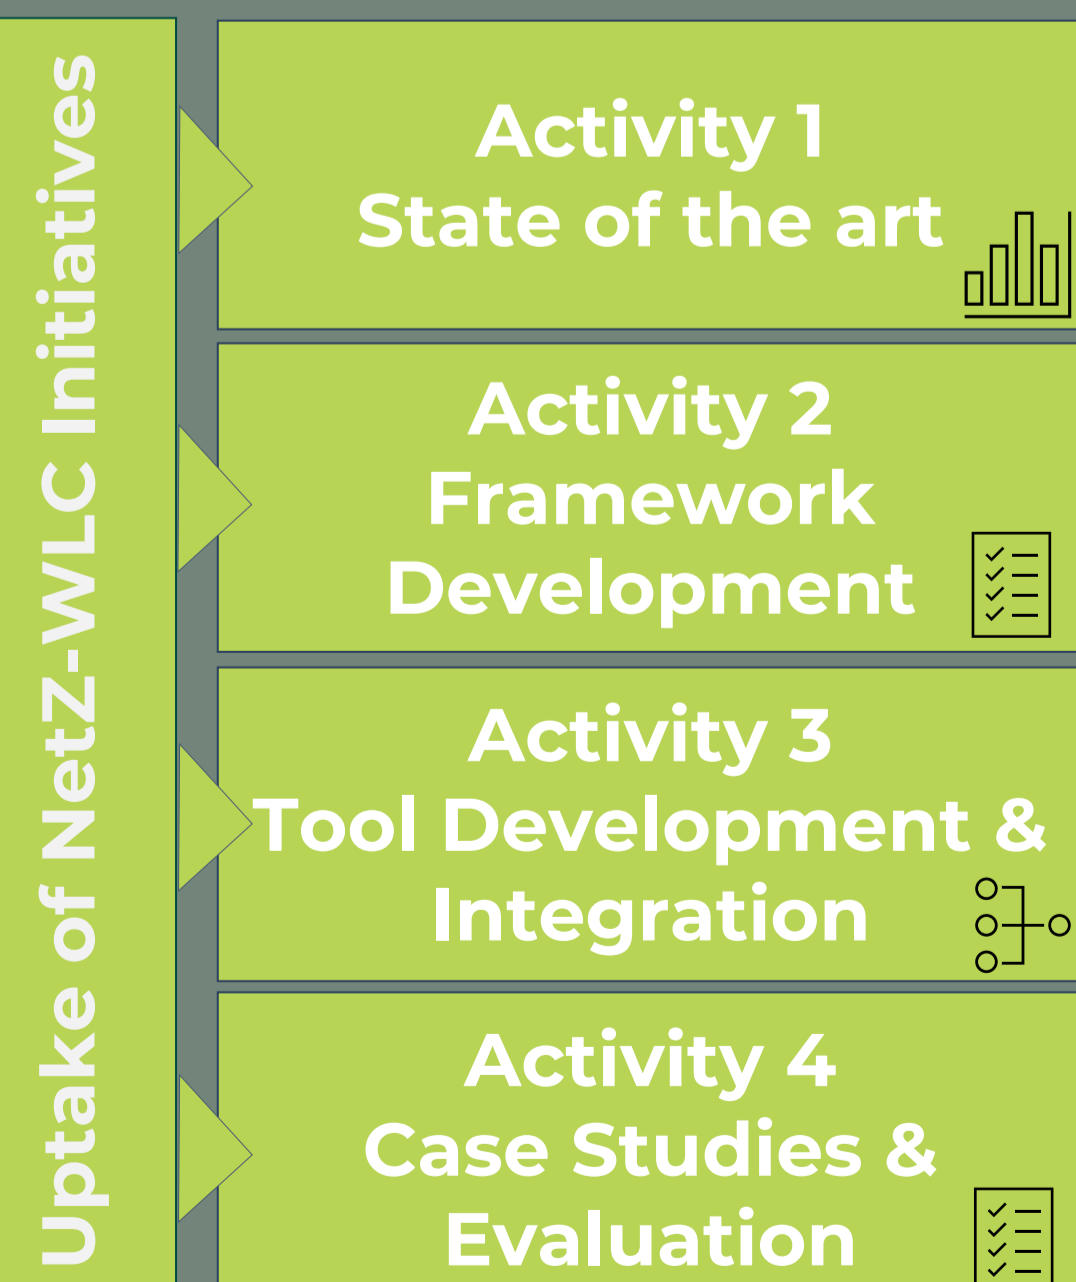 Uptake of NetZ-WLC Initiatives
Activity 1
State of the art
Activity 2
Framework
Development
Activity 3
Tool Development &
Integration
Activity 4
Case Studies &
Evaluation